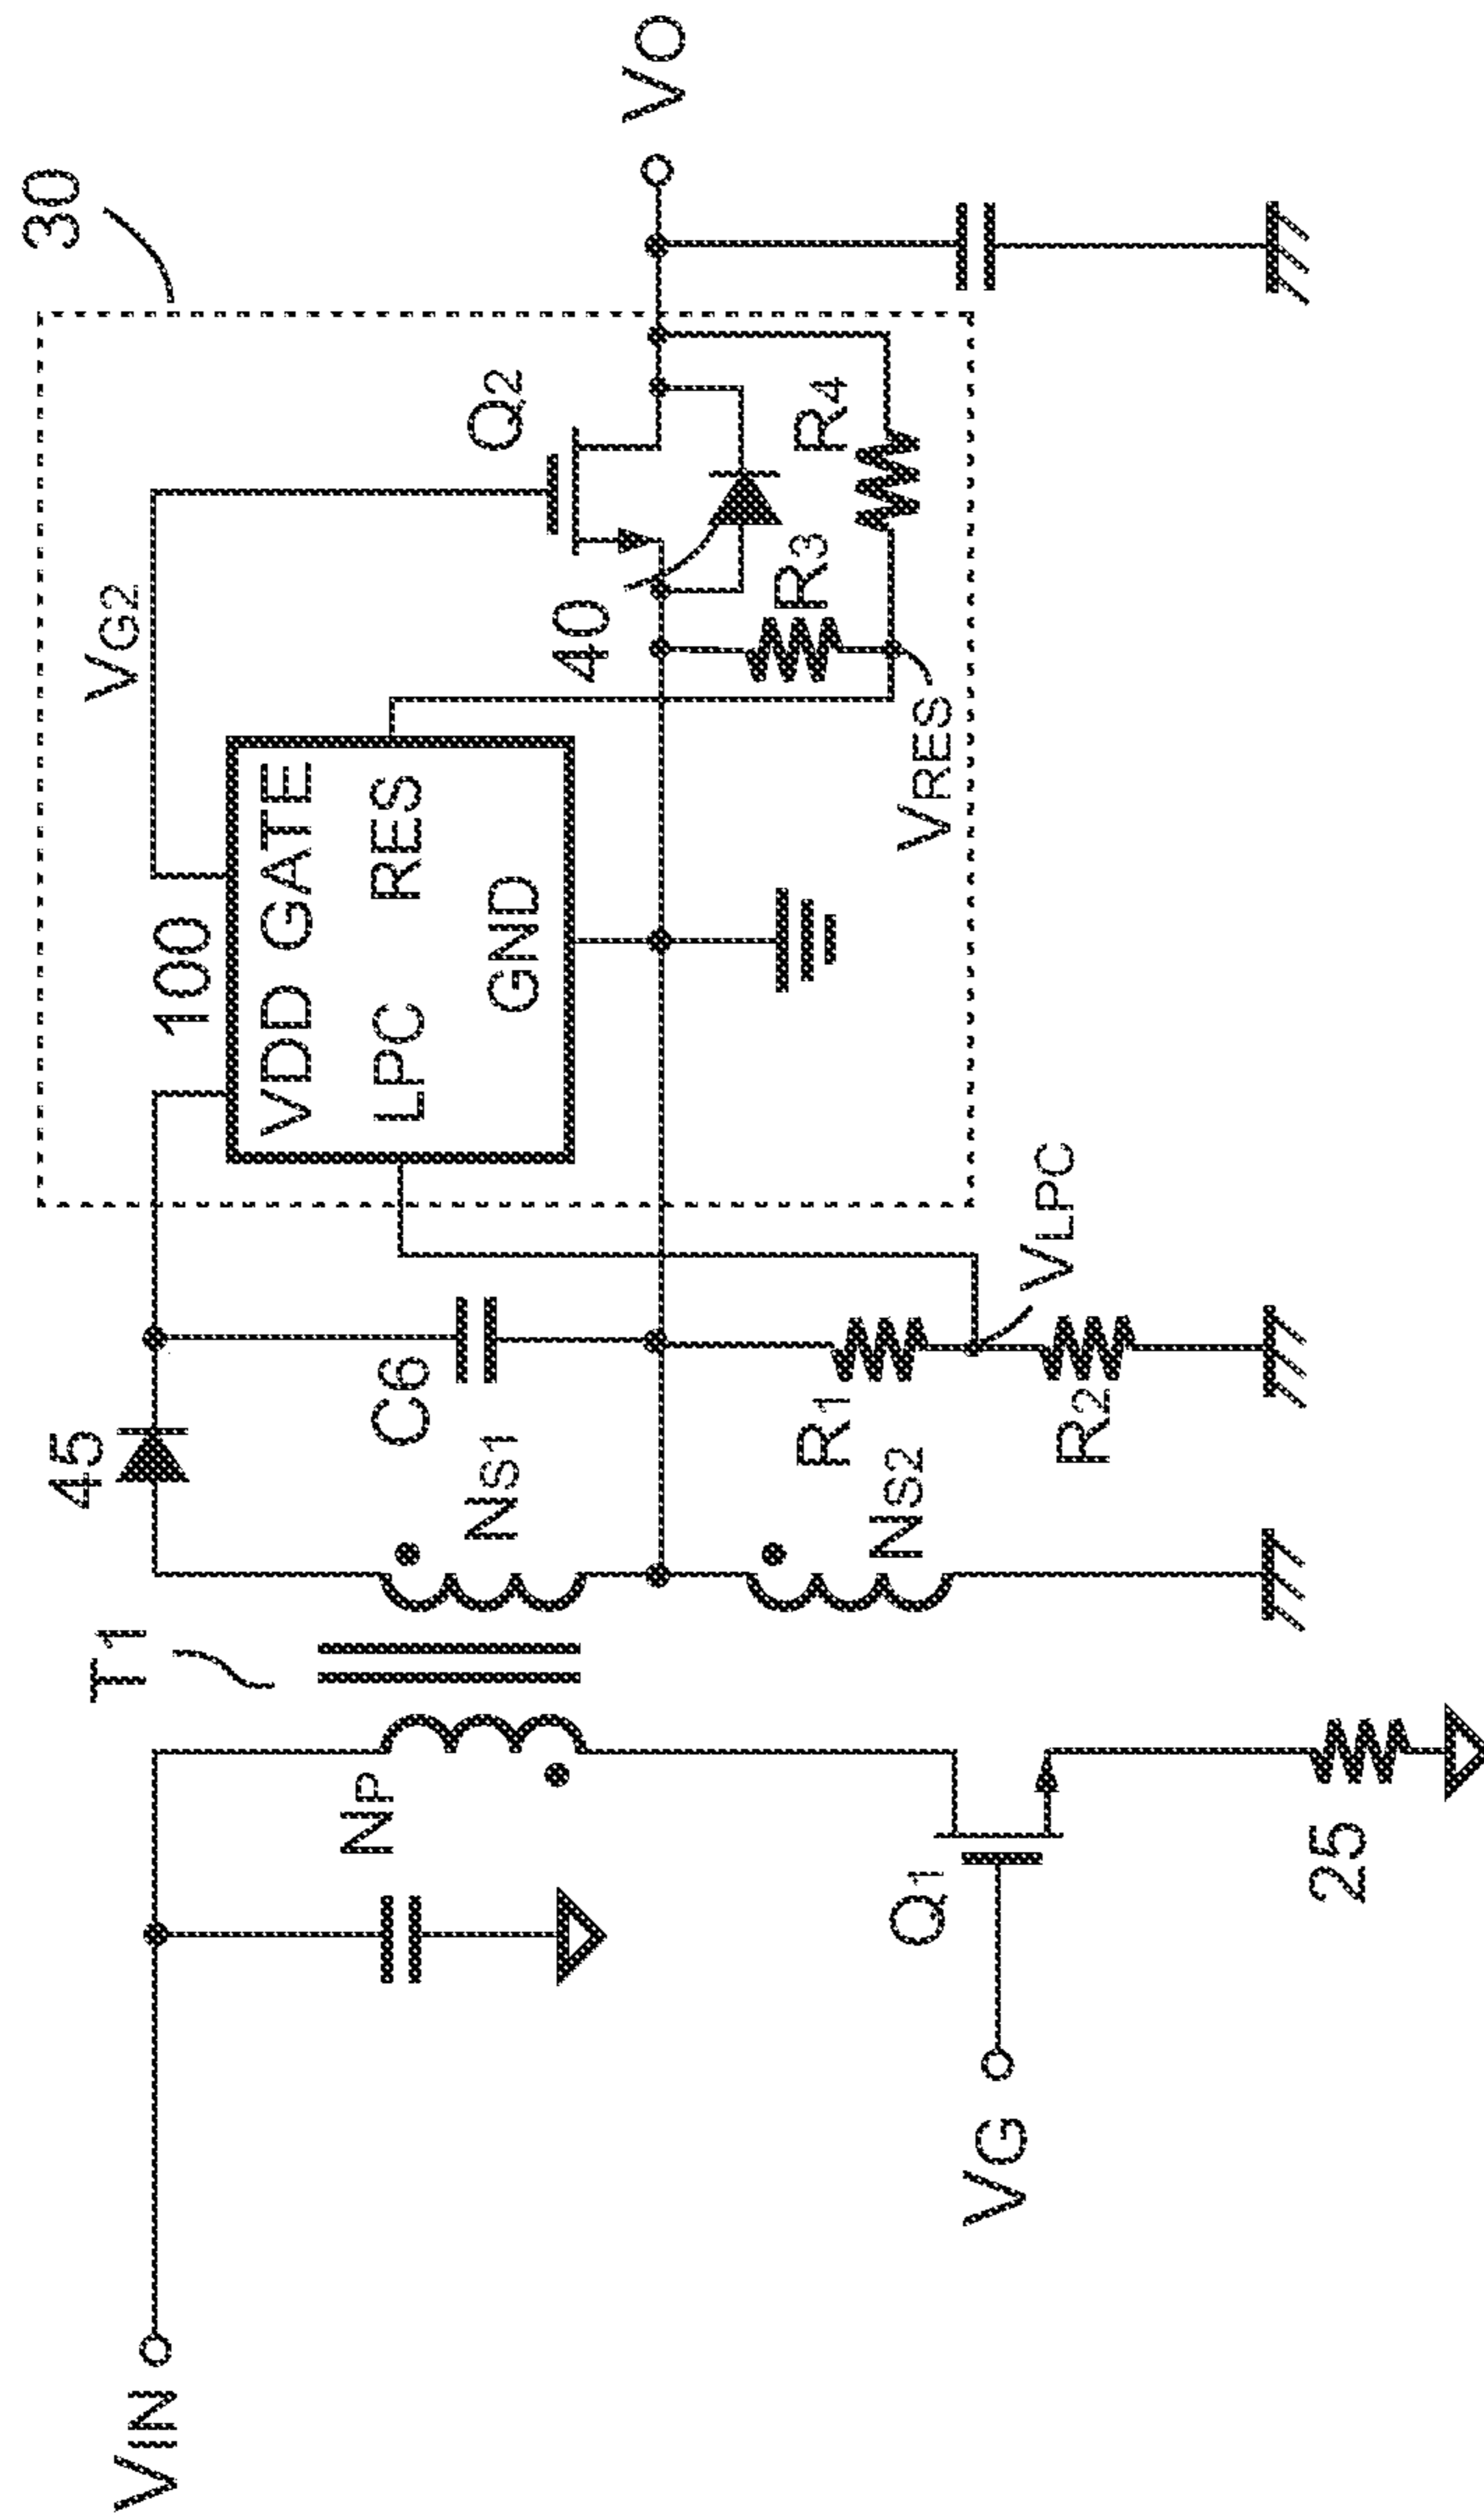 30
VO
VG2
Q2
100
VDD GATE
LPC RES
GND
40
R3
R4
VRES
45
C6
T1
NS1
NS2
NP
R1
R2
VLPC
VIN
VG
Q1
25